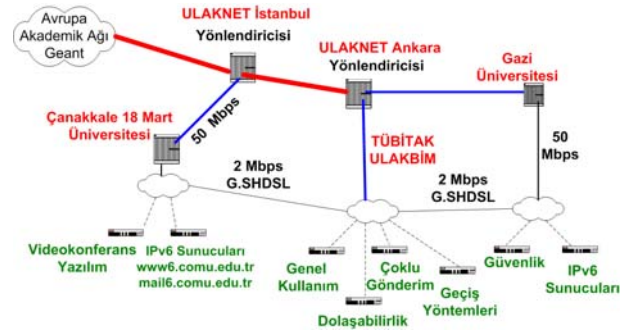 Avrupa
Akademik Ağı
Geant
ULAKNET İstanbul
Yönlendiricisi
ULAKNET Ankara
Yönlendiricisi
Gazi
Üniversitesi
Çanakkale 18 Mart
Üniversitesi
50 Mbps
TÜBİTAK
ULAKBİM
50
Mbps
2 Mbps
G.SHDSL
2 Mbps
G.SHDSL
Videokonferans
Yazılım
IPv6 Sunucuları
www6.comu.edu.tr
mail6.comu.edu.tr
Genel
Kullanım
Dolaşabilirlik
Çoklu
Gönderim
Geçiş
Yöntemleri
Güvenlik
IPv6
Sunucuları